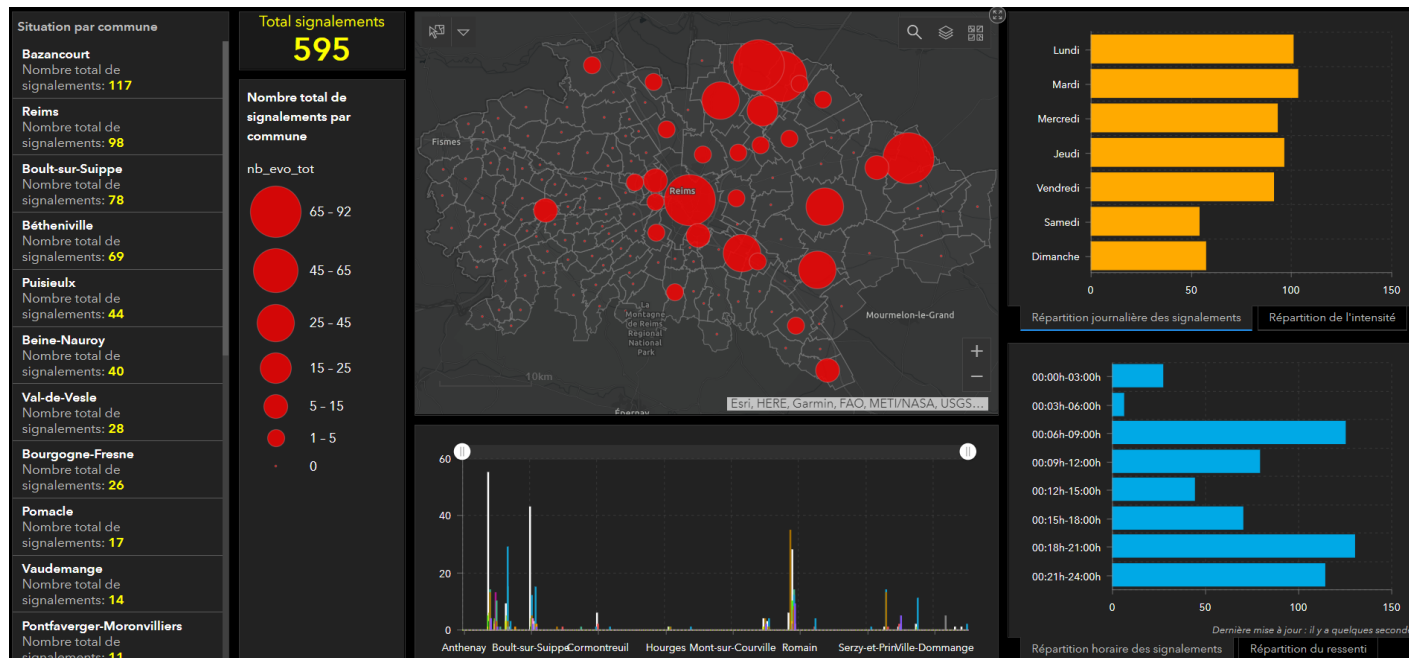 Situation par commune
Bazancourt
Nombre total de
signalements: 117
Reims
Nombre total de
signalements: 98
Boult-sur-Suippe
Nombre total de
signalements: 78
Bétheniville
Nombre total de
signalements: 69
Puisieulx
Nombre total de
signalements: 44
Beine-Nauroy
Nombre total de
signalements: 40
Val-de-Vesle
Nombre total de
signalements: 28
Bourgogne-Fresne
Nombre total de
signalements: 26
Pomacle
Nombre total de
signalements: 17
Vaudemange
Nombre total de
signalements: 14
Pontfaverger-Moronvilliers
Nombre total de
signalements: 11
Total signalements
595
Nombre total de
signalements par
commune
nb_evo_tot
65 – 92
45 – 65
25 – 45
15 – 25
5 – 15
1 – 5
0
Fismes
Reims
La
Montagne
de Reims
Regional
National
Park
Mourmelon-le-Grand
10km
Épernay
+
−
Esri, HERE, Garmin, FAO, METI/NASA, USGS...
60
40
20
0
Anthenay Boult-sur-Suippe Cormontreuil Hourges Mont-sur-Courville Romain Serzy-et-Prin Ville-Dommange
Lundi
Mardi
Mercredi
Jeudi
Vendredi
Samedi
Dimanche
0 50 100 150
Répartition journalière des signalements
Répartition de l'intensité
00:00h-03:00h
00:03h-06:00h
00:06h-09:00h
00:09h-12:00h
00:12h-15:00h
00:15h-18:00h
00:18h-21:00h
00:21h-24:00h
0 50 100 150
Dernière mise à jour : il y a quelques seconde
Répartition horaire des signalements
Répartition du ressenti